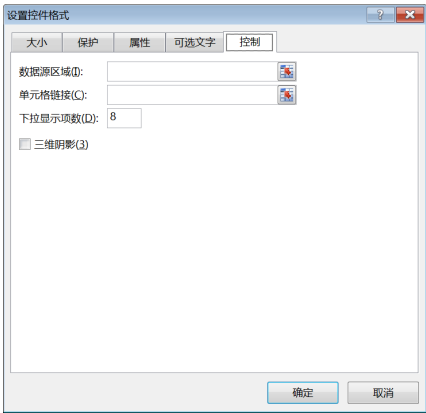 设置控件格式
大小 保护 属性 可选文字 控制
数据源区域(I):
单元格链接(C):
下拉显示项数(D): 8
三维阴影(3)
确定 取消